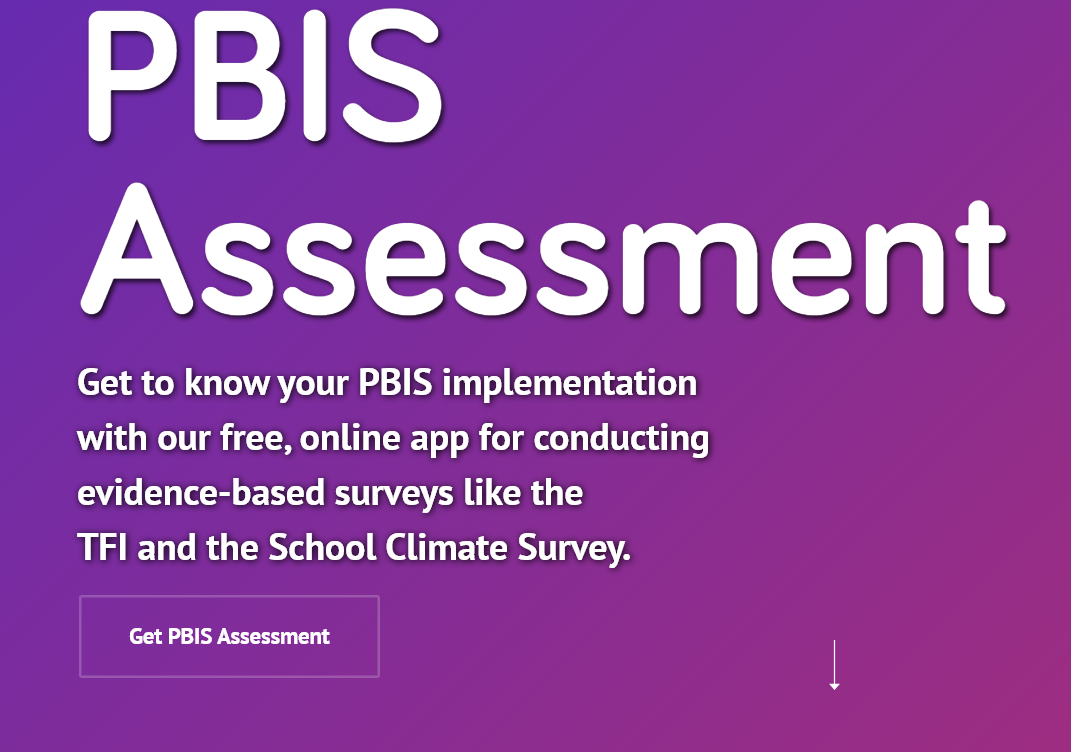 PBIS
Assessment
Get to know your PBIS implementation
with our free, online app for conducting
evidence-based surveys like the
TFI and the School Climate Survey.
Get PBIS Assessment